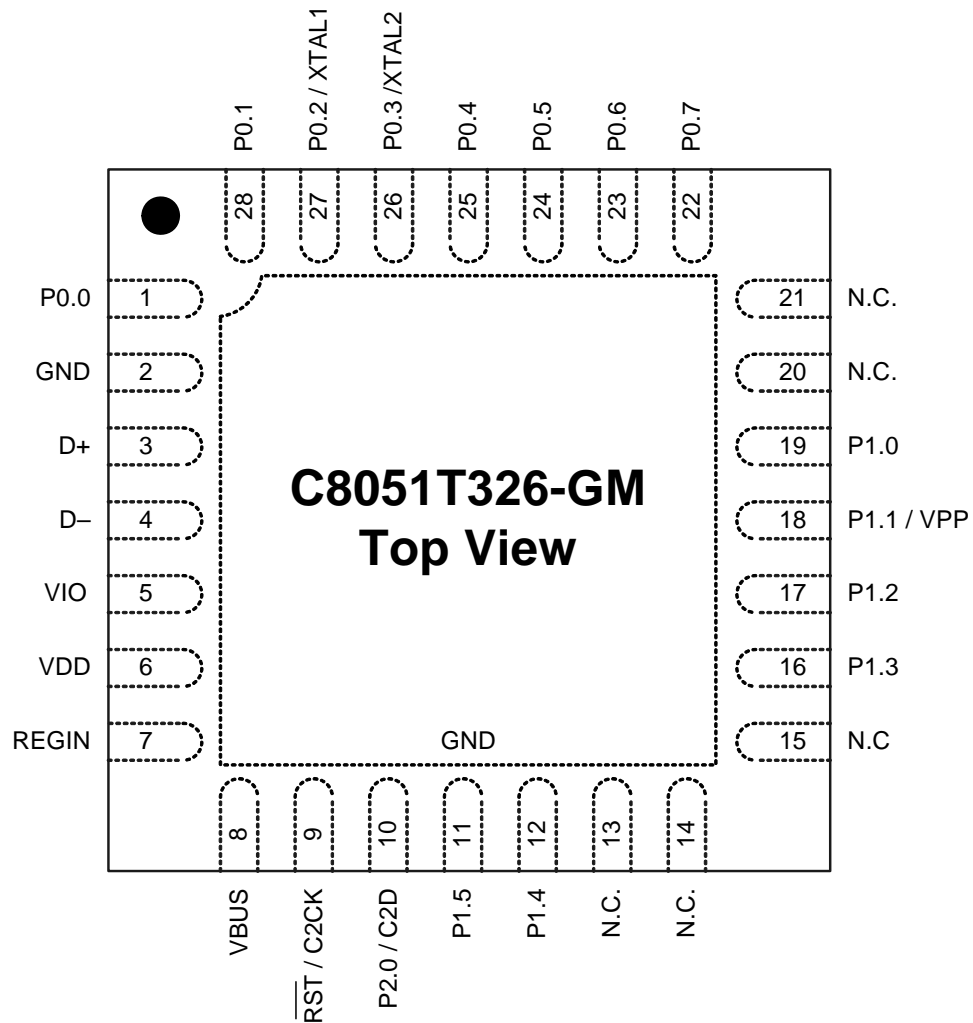 P0.1
P0.2 / XTAL1
P0.3 /XTAL2
P0.4
P0.5
P0.6
P0.7
28
27
26
25
24
23
22
P0.0 1
GND 2
D+ 3
D– 4
VIO 5
VDD 6
REGIN 7
C8051T326-GM
Top View
GND
21 N.C.
20 N.C.
19 P1.0
18 P1.1 / VPP
17 P1.2
16 P1.3
15 N.C
8
9
10
11
12
13
14
VBUS
R̅S̅T̅ / C2CK
P2.0 / C2D
P1.5
P1.4
N.C.
N.C.